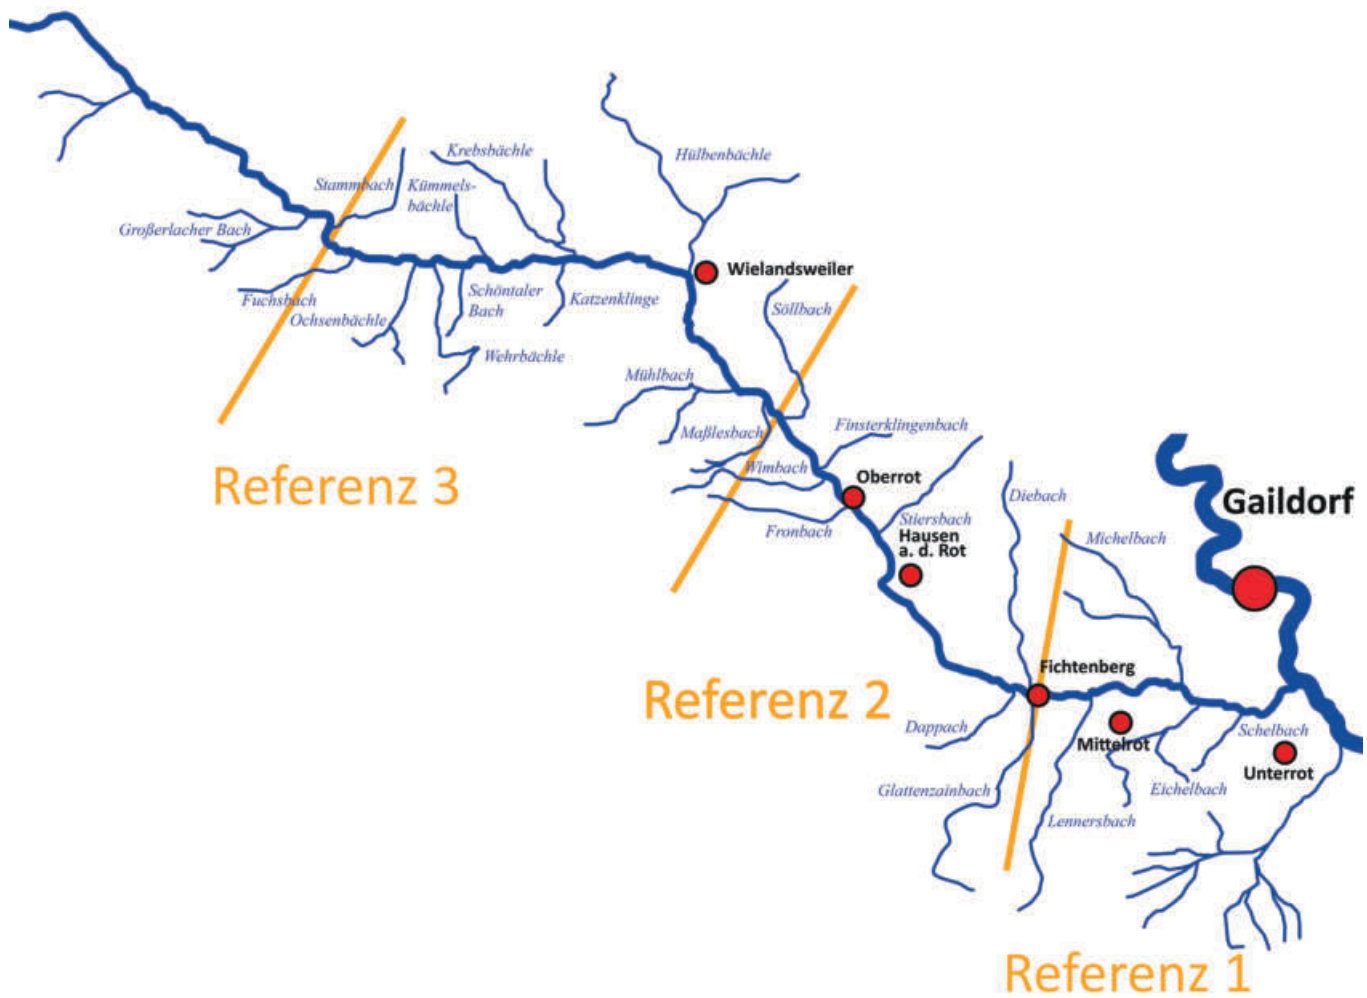 Krebsbächle
Hülbenbächle
Stammbach
Kümmels-
bächle
Großerlacher Bach
Wielandsweiler
Fuchsbach
Schöntaler
Bach
Katzenklinge
Söllbach
Ochsenbächle
Wehrbächle
Mühlbach
Maßlesbach
Finsterklingenbach
Wimbach
Oberrot
Referenz 3
Diebach
Gaildorf
Fronbach
Stiersbach
Hausen
a. d. Rot
Michelbach
Fichtenberg
Referenz 2
Dappach
Mittelrot
Schelbach
Unterrot
Glattenzainbach
Eichelbach
Lennersbach
Referenz 1